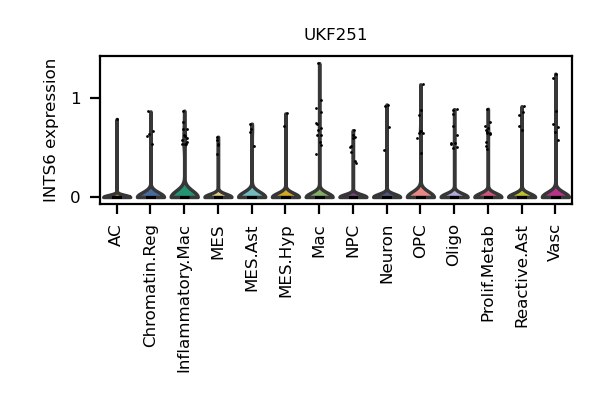 UKF251
INTS6 expression
1
0
AC
Chromatin.Reg
Inflammatory.Mac
MES
MES.Ast
MES.Hyp
Mac
NPC
Neuron
OPC
Oligo
Prolif.Metab
Reactive.Ast
Vasc